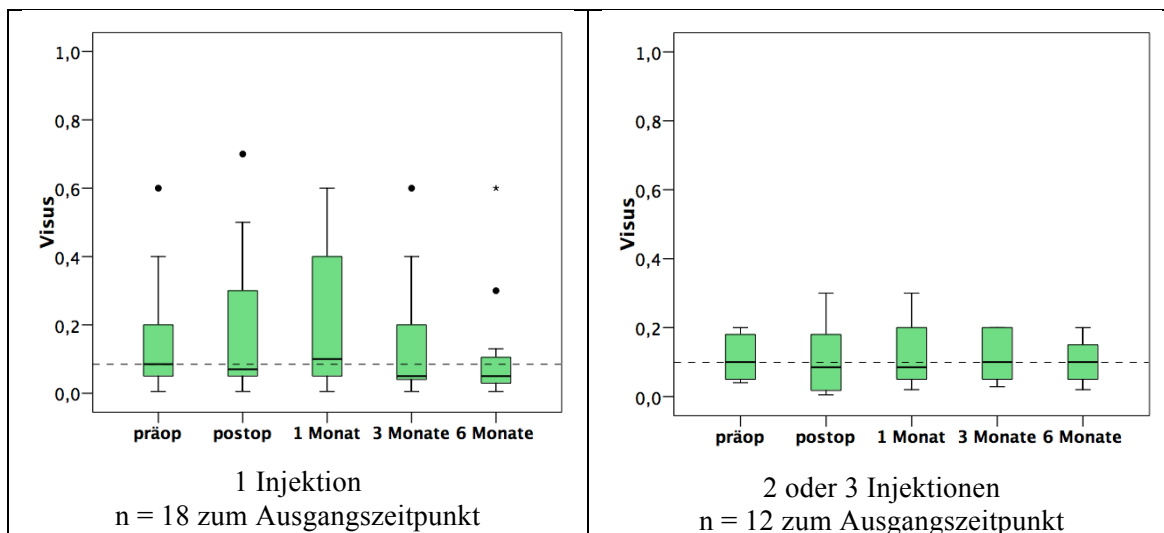 1,0
0,8
0,6
0,4
0,2
0,0
Visus
präop postop 1 Monat 3 Monate 6 Monate
1 Injektion
n = 18 zum Ausgangszeitpunkt
1,0
0,8
0,6
0,4
0,2
0,0
Visus
präop postop 1 Monat 3 Monate 6 Monate
2 oder 3 Injektionen
n = 12 zum Ausgangszeitpunkt